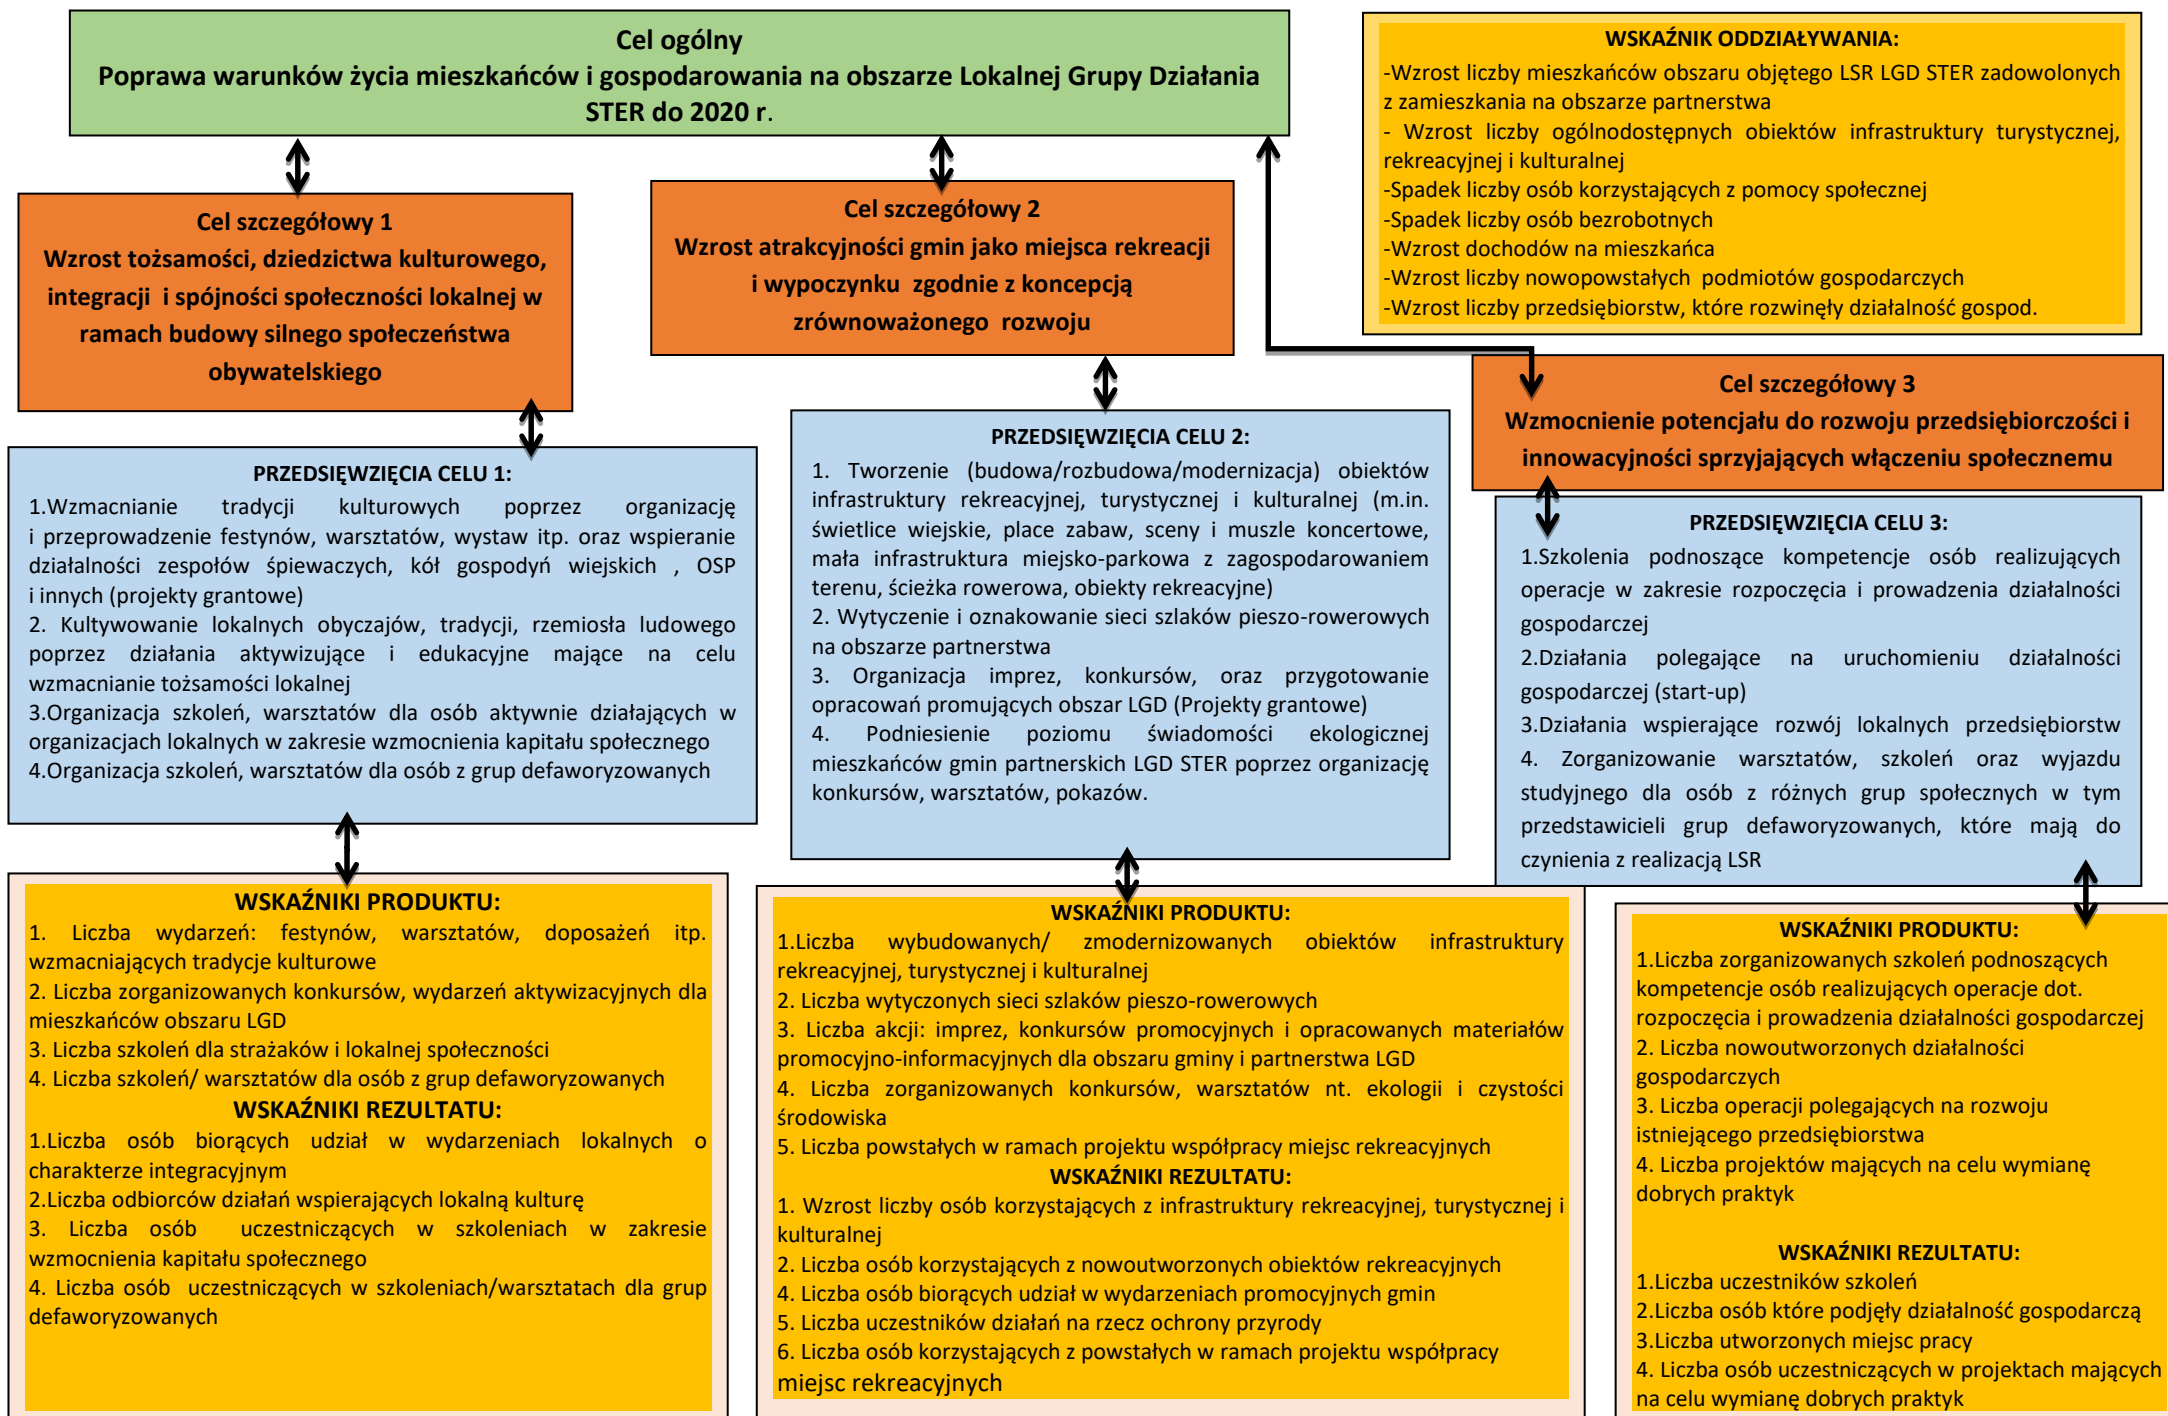 Cel ogólny
Poprawa warunków życia mieszkańców i gospodarowania na obszarze Lokalnej Grupy Działania
STER do 2020 r.
WSKAŹNIK ODDZIAŁYWANIA:
-Wzrost liczby mieszkańców obszaru objętego LSR LGD STER zadowolonych
z zamieszkania na obszarze partnerstwa
- Wzrost liczby ogólnodostępnych obiektów infrastruktury turystycznej,
rekreacyjnej i kulturalnej
-Spadek liczby osób korzystających z pomocy społecznej
-Spadek liczby osób bezrobotnych
-Wzrost dochodów na mieszkańca
-Wzrost liczby nowopowstałych podmiotów gospodarczych
-Wzrost liczby przedsiębiorstw, które rozwinęły działalność gospod.
Cel szczegółowy 1
Wzrost tożsamości, dziedzictwa kulturowego,
integracji i spójności społeczności lokalnej w
ramach budowy silnego społeczeństwa
obywatelskiego
Cel szczegółowy 2
Wzrost atrakcyjności gmin jako miejsca rekreacji
i wypoczynku zgodnie z koncepcją
zrównoważonego rozwoju
Cel szczegółowy 3
Wzmocnienie potencjału do rozwoju przedsiębiorczości i
innowacyjności sprzyjających włączeniu społecznemu
PRZEDSIĘWZIĘCIA CELU 1:
1.Wzmacnianie tradycji kulturowych poprzez organizację
i przeprowadzenie festynów, warsztatów, wystaw itp. oraz wspieranie
działalności zespołów śpiewaczych, kół gospodyń wiejskich , OSP
i innych (projekty grantowe)
2. Kultywowanie lokalnych obyczajów, tradycji, rzemiosła ludowego
poprzez działania aktywizujące i edukacyjne mające na celu
wzmacnianie tożsamości lokalnej
3.Organizacja szkoleń, warsztatów dla osób aktywnie działających w
organizacjach lokalnych w zakresie wzmocnienia kapitału społecznego
4.Organizacja szkoleń, warsztatów dla osób z grup defaworyzowanych
PRZEDSIĘWZIĘCIA CELU 2:
1. Tworzenie (budowa/rozbudowa/modernizacja) obiektów
infrastruktury rekreacyjnej, turystycznej i kulturalnej (m.in.
świetlice wiejskie, place zabaw, sceny i muszle koncertowe,
mała infrastruktura miejsko-parkowa z zagospodarowaniem
terenu, ścieżka rowerowa, obiekty rekreacyjne)
2. Wytyczenie i oznakowanie sieci szlaków pieszo-rowerowych
na obszarze partnerstwa
3. Organizacja imprez, konkursów, oraz przygotowanie
opracowań promujących obszar LGD (Projekty grantowe)
4. Podniesienie poziomu świadomości ekologicznej
mieszkańców gmin partnerskich LGD STER poprzez organizację
konkursów, warsztatów, pokazów.
PRZEDSIĘWZIĘCIA CELU 3:
1.Szkolenia podnoszące kompetencje osób realizujących
operacje w zakresie rozpoczęcia i prowadzenia działalności
gospodarczej
2.Działania polegające na uruchomieniu działalności
gospodarczej (start-up)
3.Działania wspierające rozwój lokalnych przedsiębiorstw
4. Zorganizowanie warsztatów, szkoleń oraz wyjazdu
studyjnego dla osób z różnych grup społecznych w tym
przedstawicieli grup defaworyzowanych, które mają do
czynienia z realizacją LSR
WSKAŹNIKI PRODUKTU:
1. Liczba wydarzeń: festynów, warsztatów, doposażeń itp.
wzmacniających tradycje kulturowe
2. Liczba zorganizowanych konkursów, wydarzeń aktywizacyjnych dla
mieszkańców obszaru LGD
3. Liczba szkoleń dla strażaków i lokalnej społeczności
4. Liczba szkoleń/ warsztatów dla osób z grup defaworyzowanych
WSKAŹNIKI REZULTATU:
1.Liczba osób biorących udział w wydarzeniach lokalnych o
charakterze integracyjnym
2.Liczba odbiorców działań wspierających lokalną kulturę
3. Liczba osób uczestniczących w szkoleniach w zakresie
wzmocnienia kapitału społecznego
4. Liczba osób uczestniczących w szkoleniach/warsztatach dla grup
defaworyzowanych
WSKAŹNIKI PRODUKTU:
1.Liczba wybudowanych/ zmodernizowanych obiektów infrastruktury
rekreacyjnej, turystycznej i kulturalnej
2. Liczba wytyczonych sieci szlaków pieszo-rowerowych
3. Liczba akcji: imprez, konkursów promocyjnych i opracowanych materiałów
promocyjno-informacyjnych dla obszaru gminy i partnerstwa LGD
4. Liczba zorganizowanych konkursów, warsztatów nt. ekologii i czystości
środowiska
5. Liczba powstałych w ramach projektu współpracy miejsc rekreacyjnych
WSKAŹNIKI REZULTATU:
1. Wzrost liczby osób korzystających z infrastruktury rekreacyjnej, turystycznej i
kulturalnej
2. Liczba osób korzystających z nowoutworzonych obiektów rekreacyjnych
4. Liczba osób biorących udział w wydarzeniach promocyjnych gmin
5. Liczba uczestników działań na rzecz ochrony przyrody
6. Liczba osób korzystających z powstałych w ramach projektu współpracy
miejsc rekreacyjnych
WSKAŹNIKI PRODUKTU:
1.Liczba zorganizowanych szkoleń podnoszących
kompetencje osób realizujących operacje dot.
rozpoczęcia i prowadzenia działalności gospodarczej
2. Liczba nowoutworzonych działalności
gospodarczych
3. Liczba operacji polegających na rozwoju
istniejącego przedsiębiorstwa
4. Liczba projektów mających na celu wymianę
dobrych praktyk
WSKAŹNIKI REZULTATU:
1.Liczba uczestników szkoleń
2.Liczba osób które podjęły działalność gospodarczą
3.Liczba utworzonych miejsc pracy
4. Liczba osób uczestniczących w projektach mających
na celu wymianę dobrych praktyk